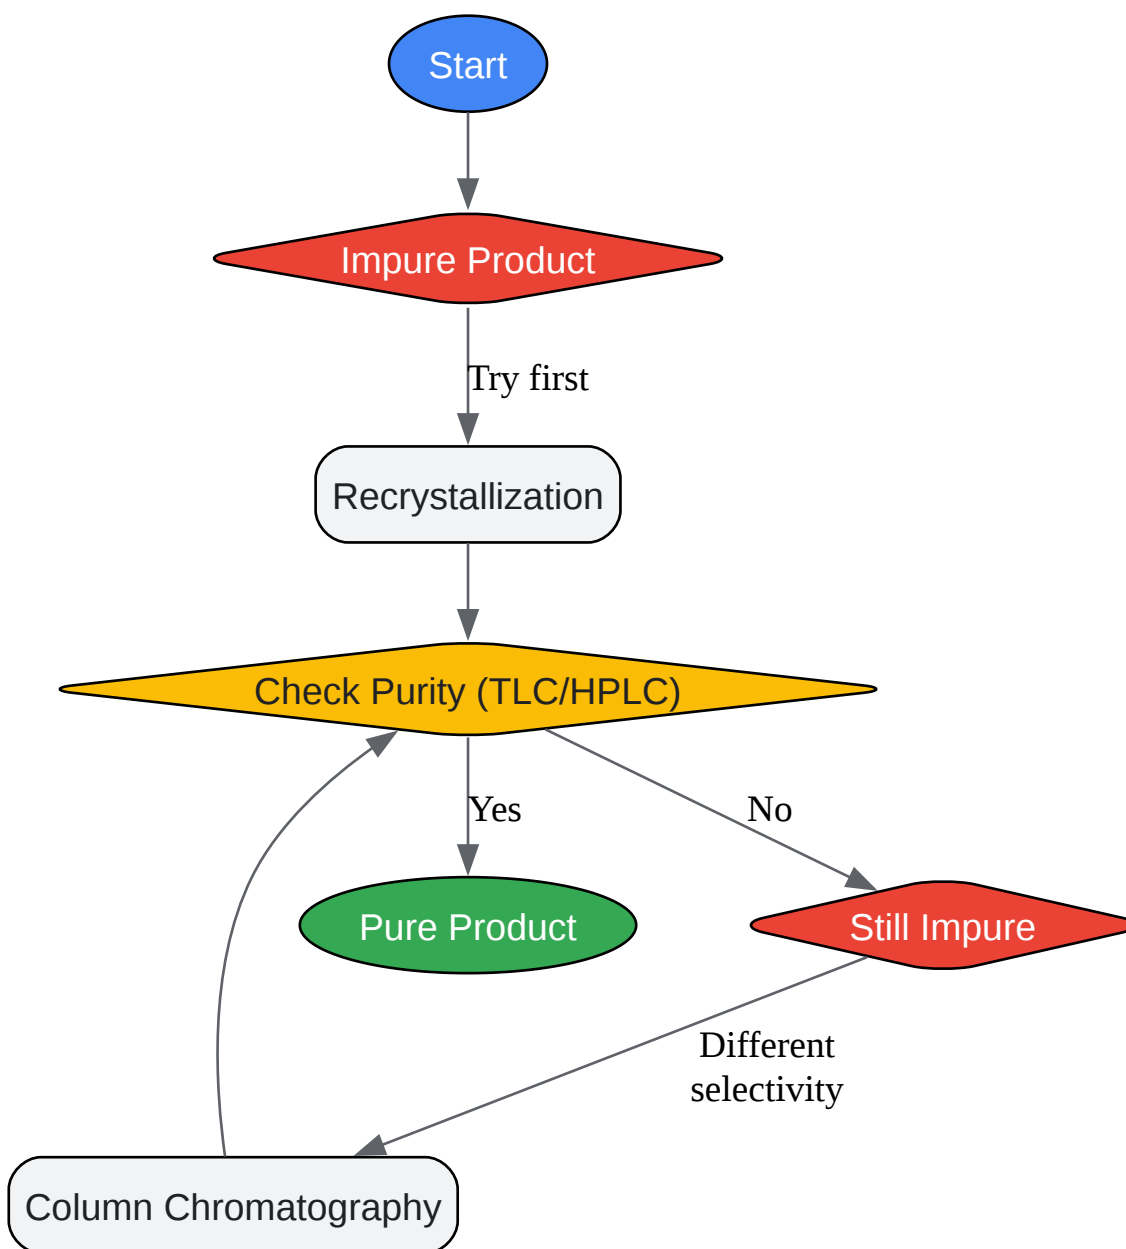 Start
Impure Product
Try first
Recrystallization
Check Purity (TLC/HPLC)
Yes
No
Pure Product
Still Impure
Different
selectivity
Column Chromatography